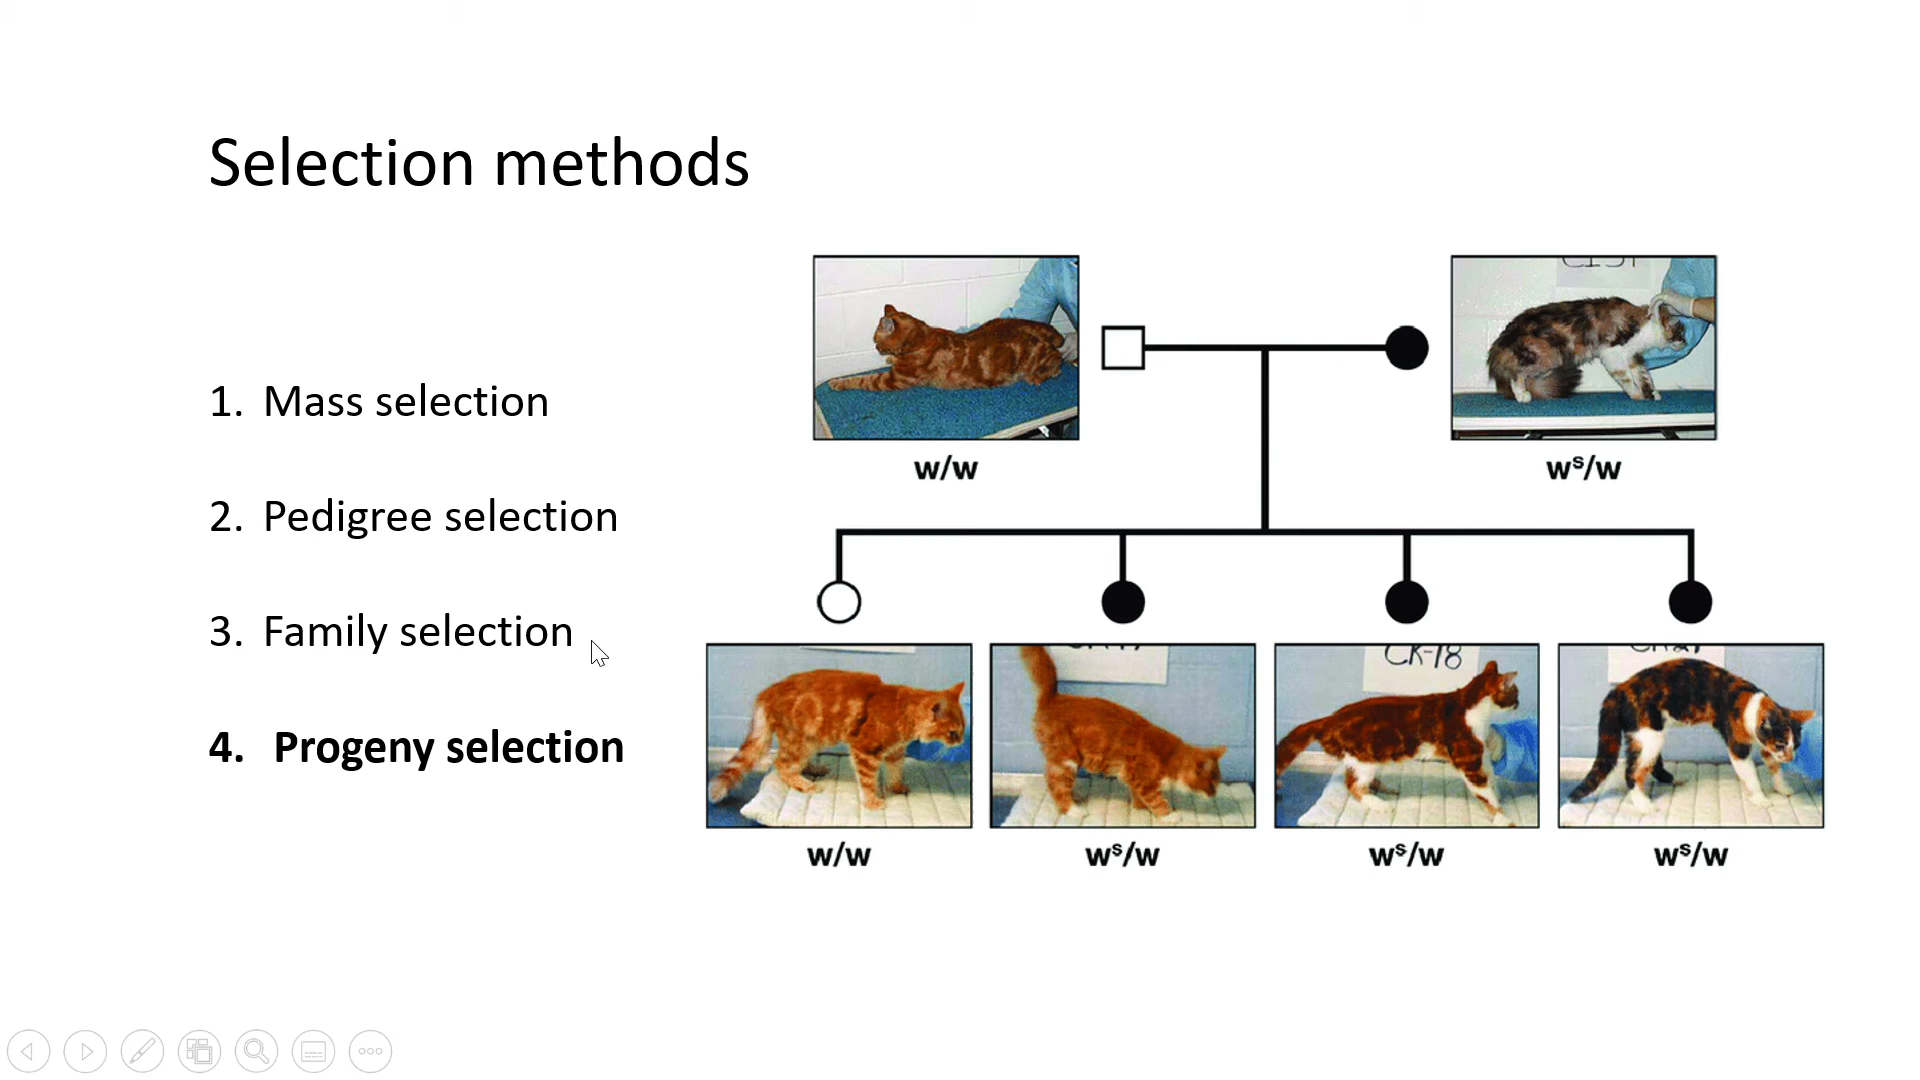 Selection methods
1. Mass selection
2. Pedigree selection
3. Family selection
4. Progeny selection
w/w
wˢ/w
CK-18
w/w
wˢ/w
wˢ/w
wˢ/w